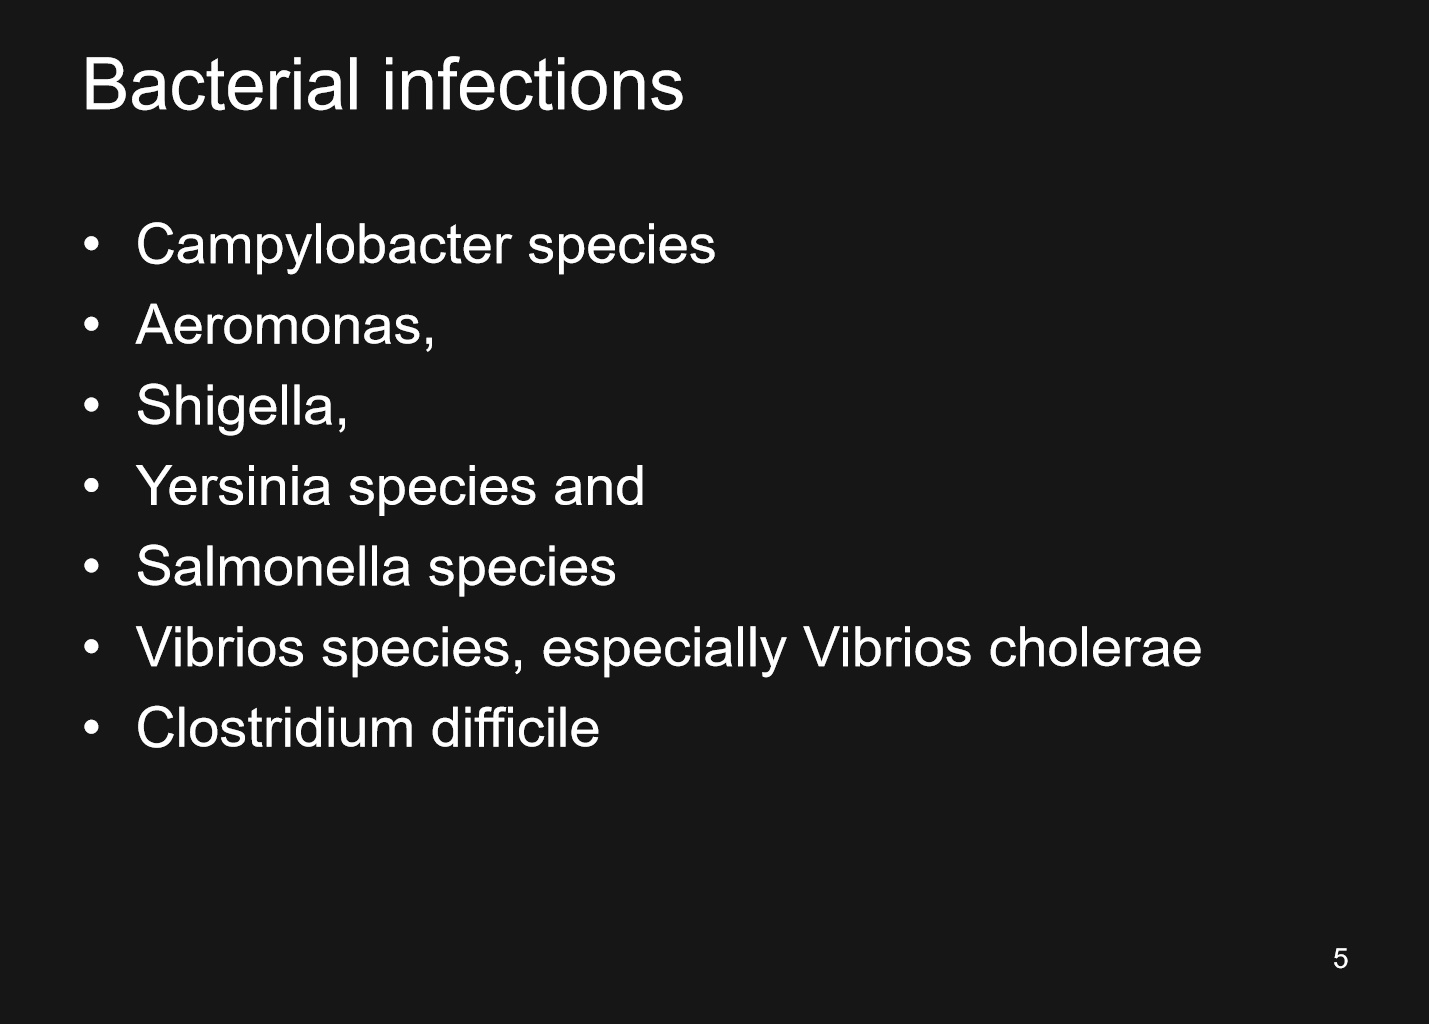 Bacterial infections
• Campylobacter species
• Aeromonas,
• Shigella,
• Yersinia species and
• Salmonella species
• Vibrios species, especially Vibrios cholerae
• Clostridium difficile
5